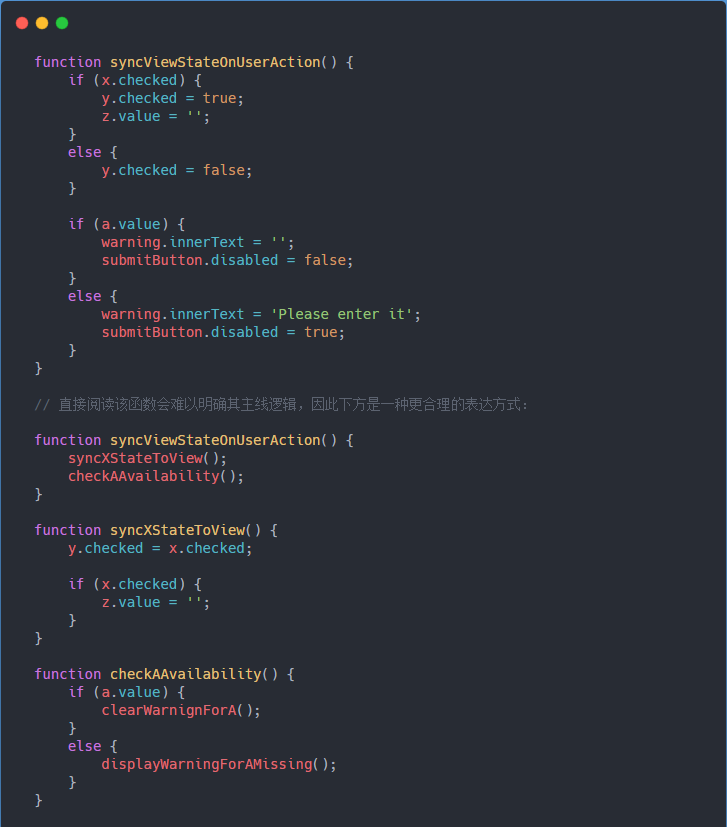 function syncViewStateOnUserAction() {
    if (x.checked) {
        y.checked = true;
        z.value = '';
    }
    else {
        y.checked = false;
    }

    if (a.value) {
        warning.innerText = '';
        submitButton.disabled = false;
    }
    else {
        warning.innerText = 'Please enter it';
        submitButton.disabled = true;
    }
}

// 直接阅读该函数会难以明确其主线逻辑，因此下方是一种更合理的表达方式：

function syncViewStateOnUserAction() {
    syncXStateToView();
    checkAAvailability();
}

function syncXStateToView() {
    y.checked = x.checked;

    if (x.checked) {
        z.value = '';
    }
}

function checkAAvailability() {
    if (a.value) {
        clearWarnignForA();
    }
    else {
        displayWarningForAMissing();
    }
}